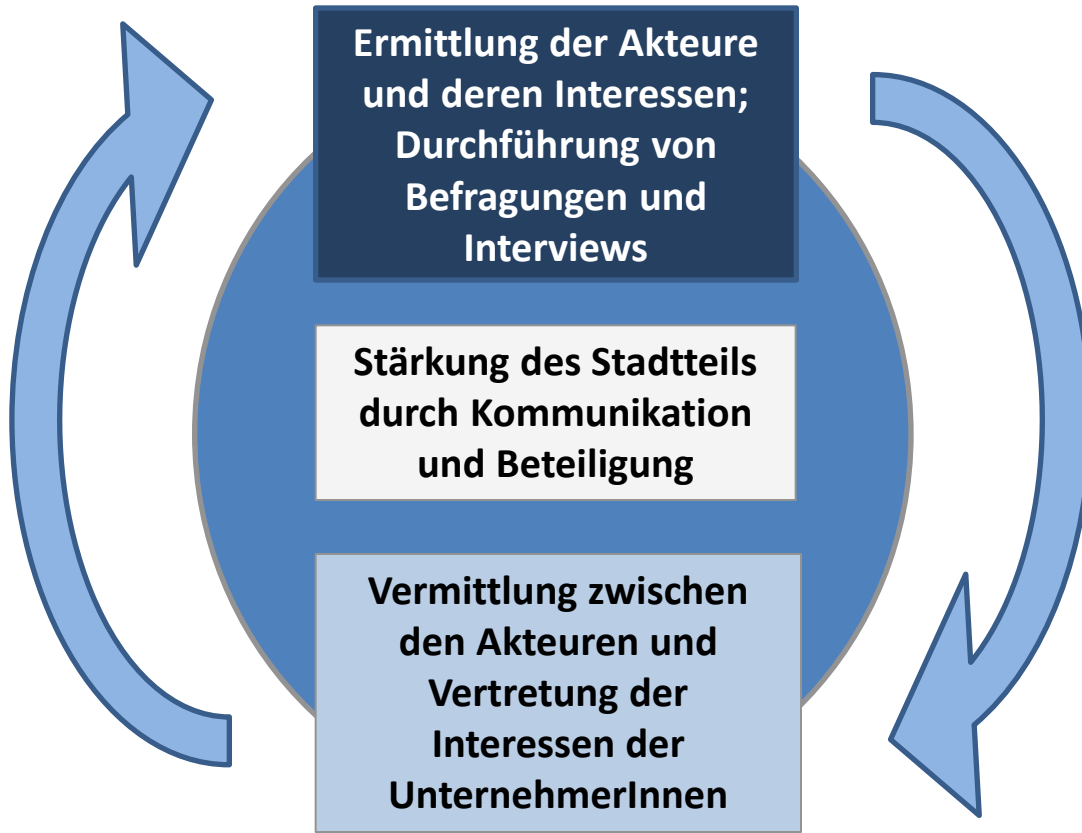 Ermittlung der Akteure
und deren Interessen;
Durchführung von
Befragungen und
Interviews
Stärkung des Stadtteils
durch Kommunikation
und Beteiligung
Vermittlung zwischen
den Akteuren und
Vertretung der
Interessen der
UnternehmerInnen